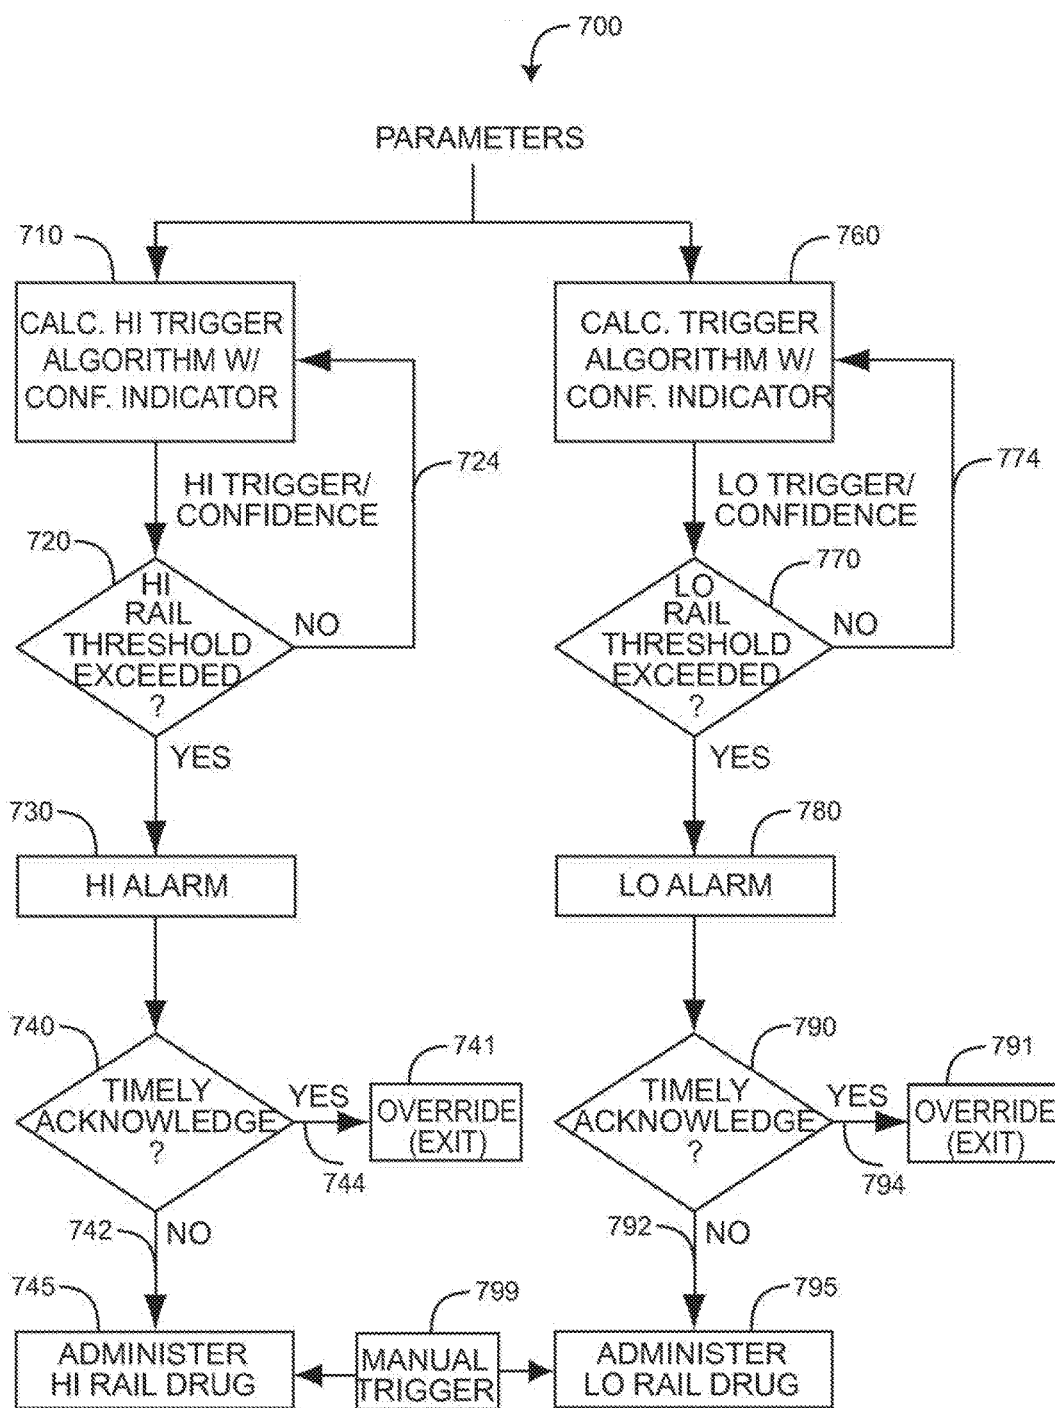 700
PARAMETERS
710
760
CALC. HI TRIGGER
ALGORITHM W/
CONF. INDICATOR
CALC. TRIGGER
ALGORITHM W/
CONF. INDICATOR
724
774
HI TRIGGER/
CONFIDENCE
LO TRIGGER/
CONFIDENCE
720
770
HI
RAIL
THRESHOLD
EXCEEDED
?
NO
LO
RAIL
THRESHOLD
EXCEEDED
?
NO
YES
YES
730
780
HI ALARM
LO ALARM
740
741
790
791
TIMELY
ACKNOWLEDGE
?
YES
OVERRIDE
(EXIT)
744
TIMELY
ACKNOWLEDGE
?
YES
OVERRIDE
(EXIT)
794
742
NO
792
NO
745
799
795
ADMINISTER
HI RAIL DRUG
MANUAL
TRIGGER
ADMINISTER
LO RAIL DRUG